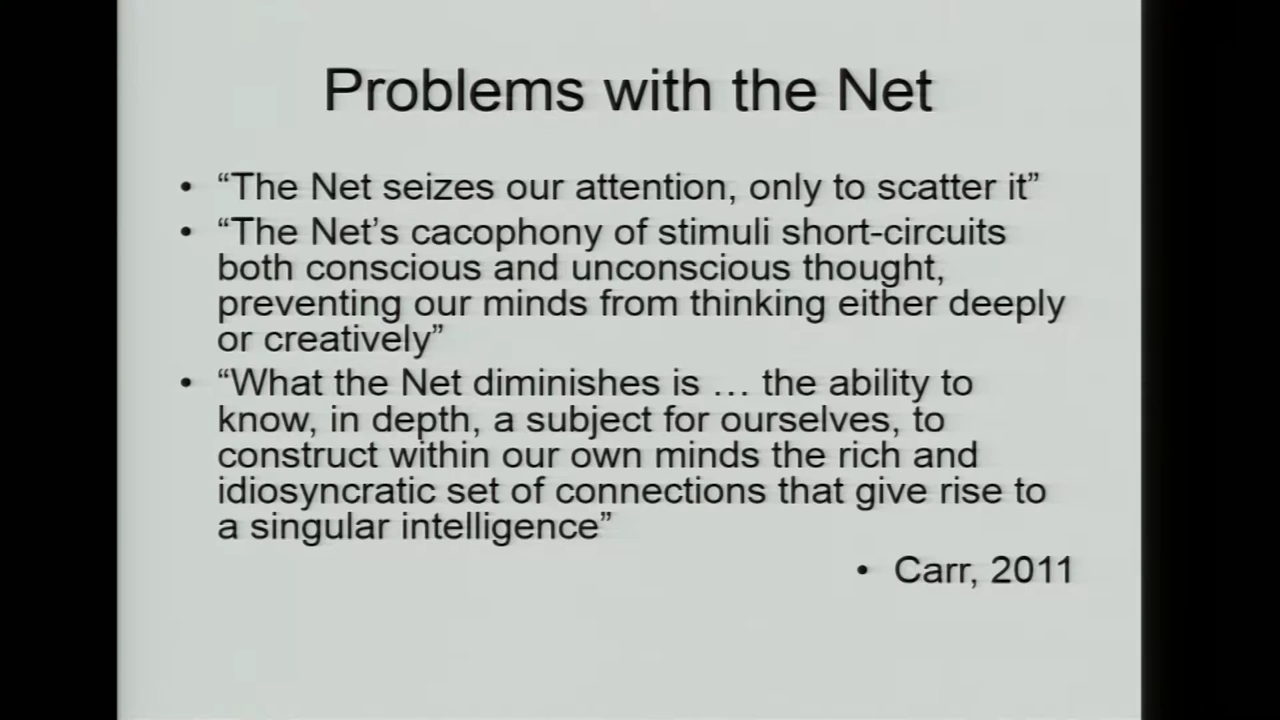 Problems with the Net
• “The Net seizes our attention, only to scatter it”
• “The Net’s cacophony of stimuli short-circuits
both conscious and unconscious thought,
preventing our minds from thinking either deeply
or creatively”
• “What the Net diminishes is … the ability to
know, in depth, a subject for ourselves, to
construct within our own minds the rich and
idiosyncratic set of connections that give rise to
a singular intelligence”
• Carr, 2011